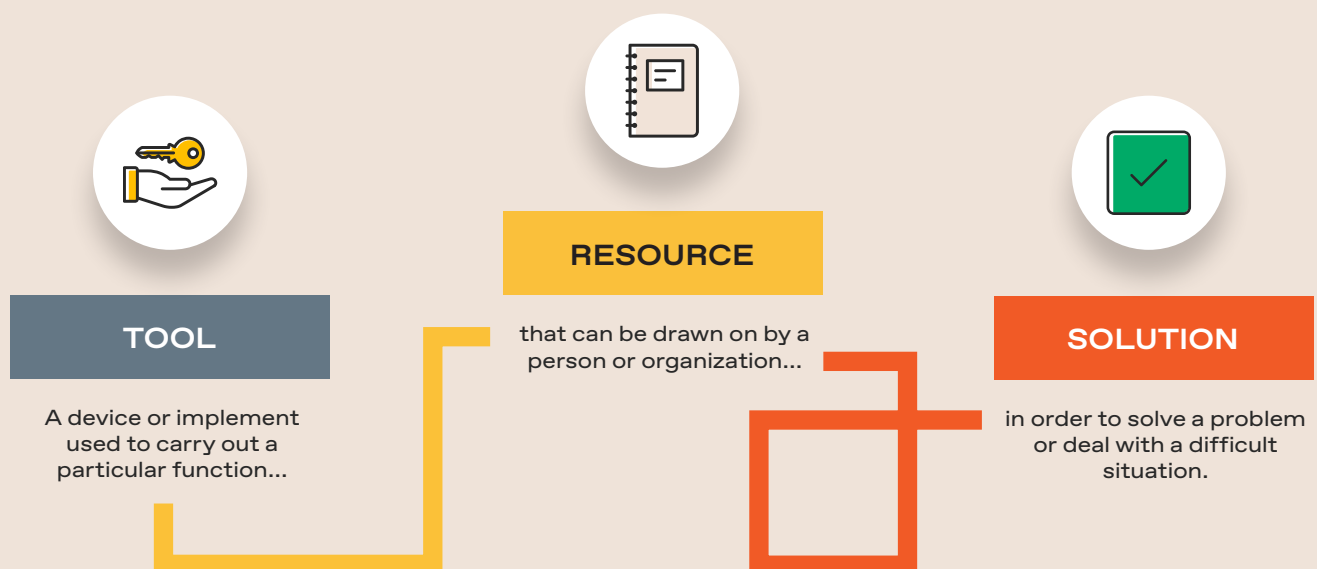 TOOL
A device or implement
used to carry out a
particular function...
RESOURCE
that can be drawn on by a
person or organization...
SOLUTION
in order to solve a problem
or deal with a difficult
situation.